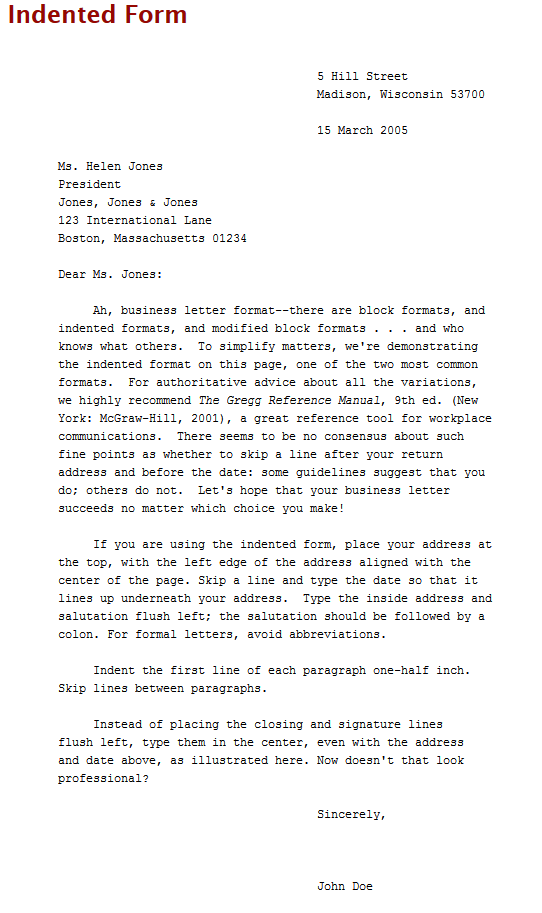 Indented Form
5 Hill Street
Madison, Wisconsin 53700
15 March 2005
Ms. Helen Jones
President
Jones, Jones & Jones
123 International Lane
Boston, Massachusetts 01234
Dear Ms. Jones:
Ah, business letter format--there are block formats, and
indented formats, and modified block formats . . . and who
knows what others.  To simplify matters, we're demonstrating
the indented format on this page, one of the two most common
formats.  For authoritative advice about all the variations,
we highly recommend The Gregg Reference Manual, 9th ed. (New
York: McGraw-Hill, 2001), a great reference tool for workplace
communications.  There seems to be no consensus about such
fine points as whether to skip a line after your return
address and before the date: some guidelines suggest that you
do; others do not.  Let's hope that your business letter
succeeds no matter which choice you make!
If you are using the indented form, place your address at
the top, with the left edge of the address aligned with the
center of the page. Skip a line and type the date so that it
lines up underneath your address.  Type the inside address and
salutation flush left; the salutation should be followed by a
colon. For formal letters, avoid abbreviations.
Indent the first line of each paragraph one-half inch.
Skip lines between paragraphs.
Instead of placing the closing and signature lines
flush left, type them in the center, even with the address
and date above, as illustrated here. Now doesn't that look
professional?
Sincerely,
John Doe